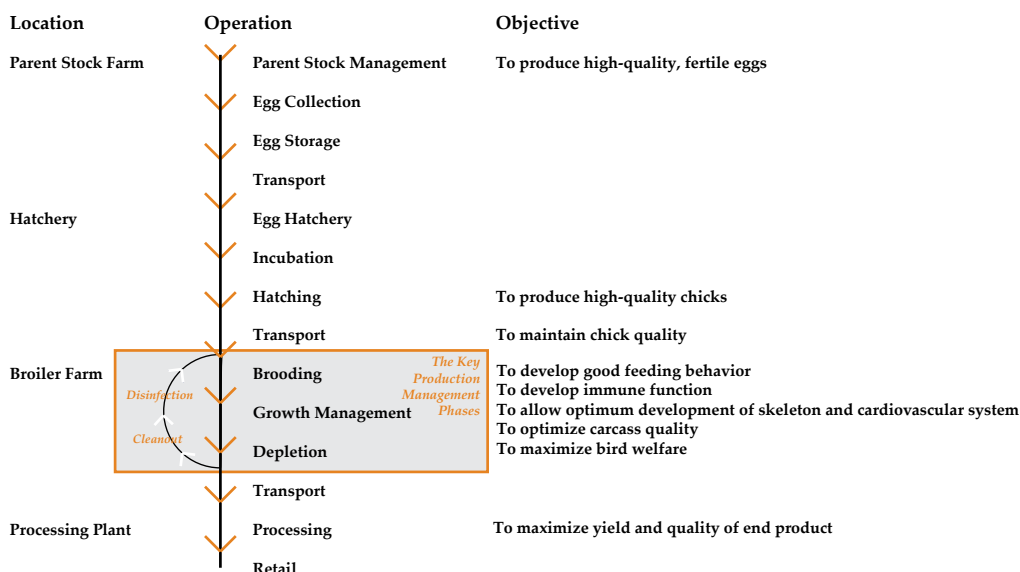 Location Operation Objective
Parent Stock Farm Parent Stock Management To produce high-quality, fertile eggs
Egg Collection
Egg Storage
Transport
Hatchery Egg Hatchery
Incubation
Hatching To produce high-quality chicks
Transport To maintain chick quality
The Key
Production
Management
Phases
Broiler Farm Brooding To develop good feeding behavior
To develop immune function
Disinfection
Growth Management To allow optimum development of skeleton and cardiovascular system
To optimize carcass quality
Cleanout
Depletion To maximize bird welfare
Transport
Processing Plant Processing To maximize yield and quality of end product
Retail